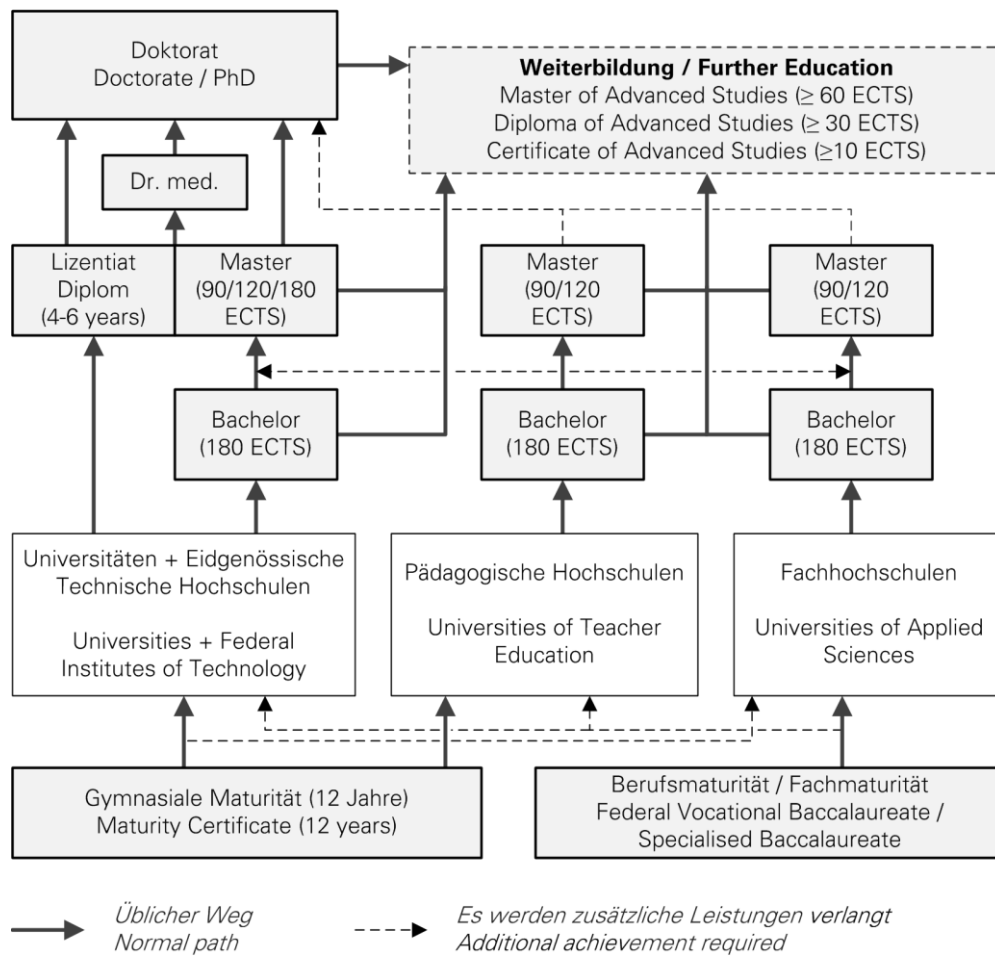 Doktorat
Doctorate / PhD
Weiterbildung / Further Education
Master of Advanced Studies (≥ 60 ECTS)
Diploma of Advanced Studies (≥ 30 ECTS)
Certificate of Advanced Studies (≥10 ECTS)
Dr. med.
Lizentiat
Diplom
(4-6 years)
Master
(90/120/180
ECTS)
Master
(90/120
ECTS)
Master
(90/120
ECTS)
Bachelor
(180 ECTS)
Bachelor
(180 ECTS)
Bachelor
(180 ECTS)
Universitäten + Eidgenössische
Technische Hochschulen
Universities + Federal
Institutes of Technology
Pädagogische Hochschulen
Universities of Teacher
Education
Fachhochschulen
Universities of Applied
Sciences
Gymnasiale Maturität (12 Jahre)
Maturity Certificate (12 years)
Berufsmaturität / Fachmaturität
Federal Vocational Baccalaureate /
Specialised Baccalaureate
Üblicher Weg
Normal path
Es werden zusätzliche Leistungen verlangt
Additional achievement required